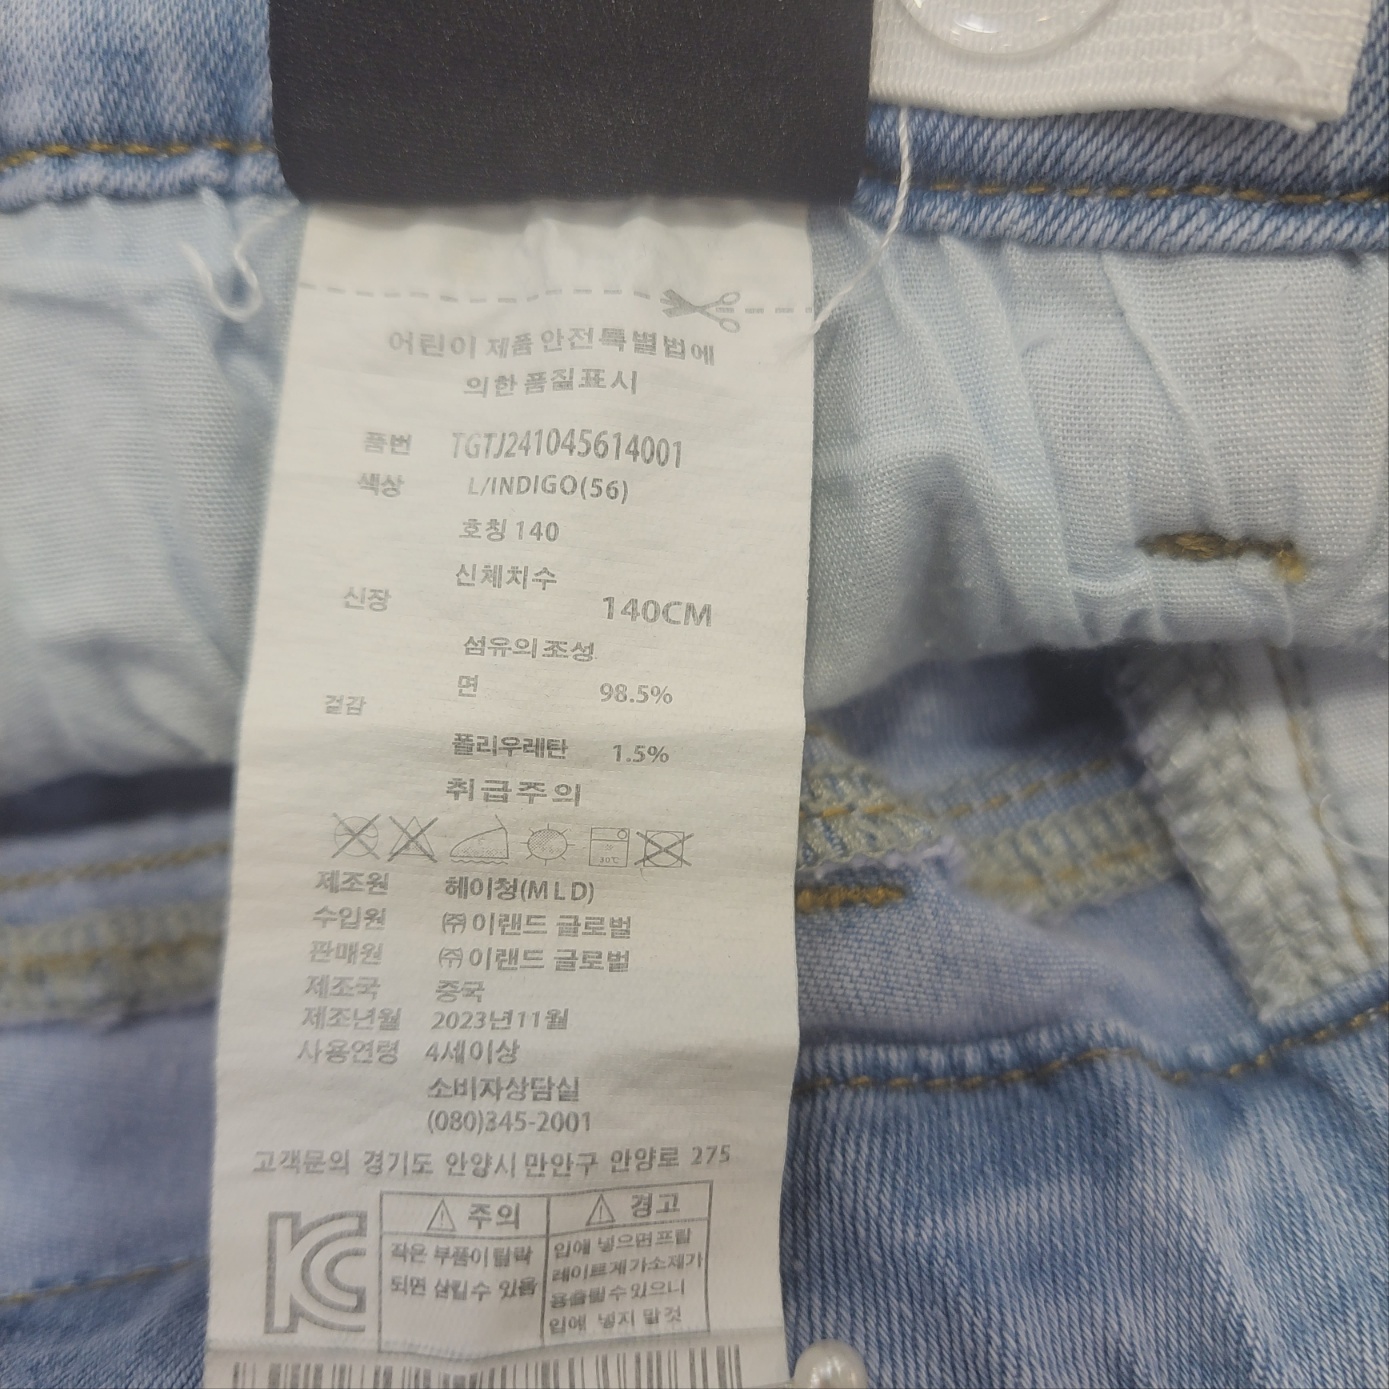 어린이 제품 안전특별법에
의한 품질표시
품번 TGTJ241045614001
색상 L/INDIGO(56)
호칭 140
신체치수
신장 140CM
섬유의 조성
겉감 면 98.5%
폴리우레탄 1.5%
취급주의
제조원 헤이청(MLD)
수입원 ㈜이랜드 글로벌
판매원 ㈜이랜드 글로벌
제조국 중국
제조년월 2023년11월
사용연령 4세이상
소비자상담실
(080)345-2001
고객문의 경기도 안양시 만안구 안양로 275
KC
주의
작은 부품이 탈락
되면 삼킬수 있음
경고
입에 넣으면 프탈
레이트계가소제가
용출될수있으니
입에 넣지 말 것